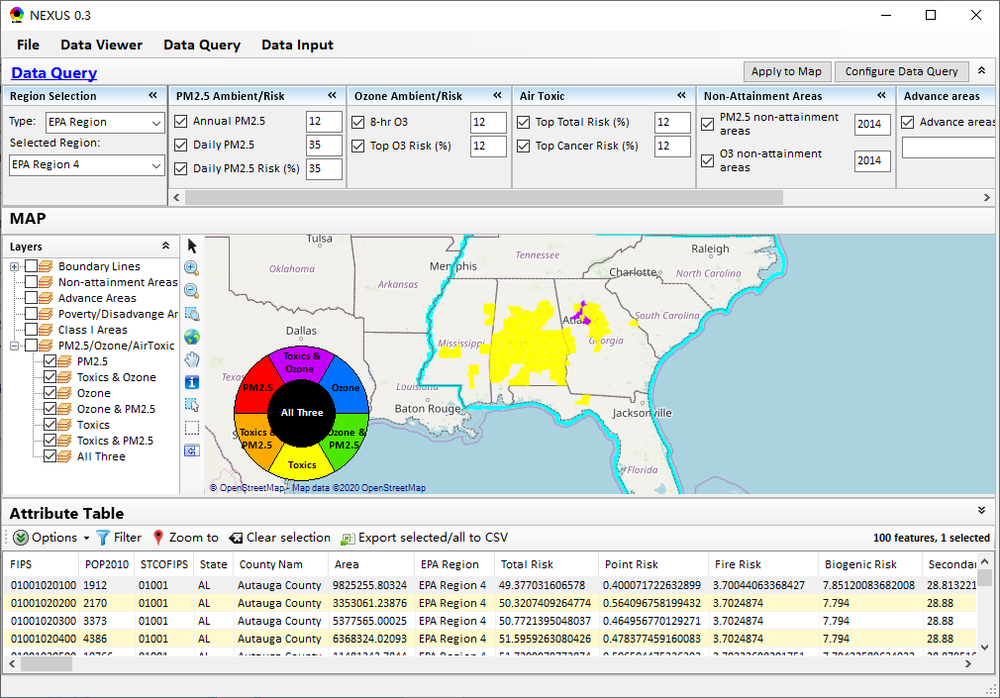 NEXUS 0.3
File Data Viewer Data Query Data Input
Data Query
Apply to Map Configure Data Query
Region Selection
Type: EPA Region
Selected Region:
EPA Region 4
PM2.5 Ambient/Risk
Annual PM2.5 12
Daily PM2.5 35
Daily PM2.5 Risk (%) 35
Ozone Ambient/Risk
8-hr O3 12
Top O3 Risk (%) 12
Air Toxic
Top Total Risk (%) 12
Top Cancer Risk (%) 12
Non-Attainment Areas
PM2.5 non-attainment
areas
2014
O3 non-attainment
areas
2014
Advance areas
Advance areas
MAP
Layers
Boundary Lines
Non-attainment Areas
Advance Areas
Poverty/Disadvange Ar
Class I Areas
PM2.5/Ozone/AirToxic
PM2.5
Toxics & Ozone
Ozone
Ozone & PM2.5
Toxics
Toxics & PM2.5
All Three
Tulsa
Oklahoma
Memphis
Tennessee
Raleigh
Charlotte
North Carolina
Arkansas
South Carolina
Atla
Georgia
Dallas
Mississippi
Texas
Louis
Baton Rouge
Jacksonville
Florida
Toxics &
Ozone
PM2.5
Ozone
All Three
Toxics &
PM2.5
Ozone &
PM2.5
Toxics
© OpenStreetMap - Map data ©2020 OpenStreetMap
Attribute Table
Options Filter Zoom to Clear selection Export selected/all to CSV 100 features, 1 selected
FIPS POP2010 STCOFIPS State County Nam Area EPA Region Total Risk Point Risk Fire Risk Biogenic Risk Secondar
01001020100 1912 01001 AL Autauga County 9825255.80324 EPA Region 4 49.377031606578 0.400071722632899 3.70044063368427 7.85120083682008 28.813221
01001020200 2170 01001 AL Autauga County 3353061.23876 EPA Region 4 50.3207409264774 0.564096758199432 3.7024874 7.794 28.88
01001020300 3373 01001 AL Autauga County 5377565.00025 EPA Region 4 50.7721395048037 0.464956770129271 3.7024874 7.794 28.88
01001020400 4386 01001 AL Autauga County 6368324.02093 EPA Region 4 51.5959263080426 0.478377459160083 3.7024874 7.794 28.88